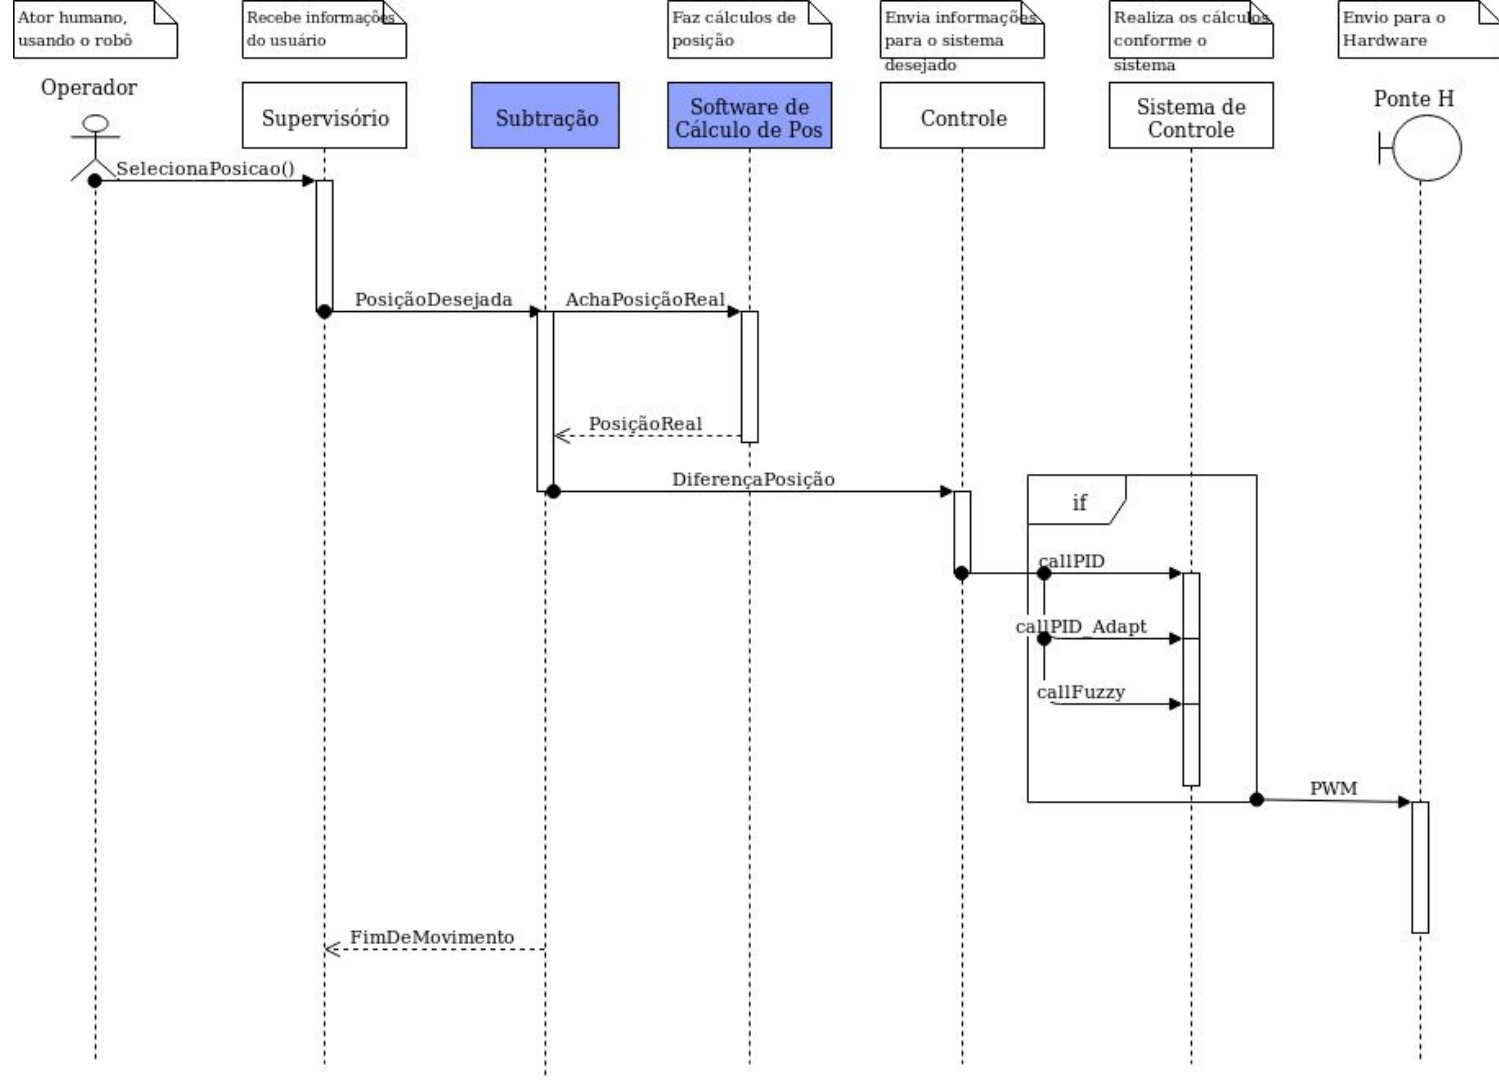 Ator humano,
usando o robô
Recebe informações
do usuário
Faz cálculos de
posição
Envia informações
para o sistema
desejado
Realiza os cálculos
conforme o
sistema
Envio para o
Hardware
Operador
Supervisório
Subtração
Software de
Cálculo de Pos
Controle
Sistema de
Controle
Ponte H
SelecionaPosicao()
PosiçãoDesejada
AchaPosiçãoReal
PosiçãoReal
DiferençaPosição
if
callPID
callPID_Adapt
callFuzzy
PWM
FimDeMovimento